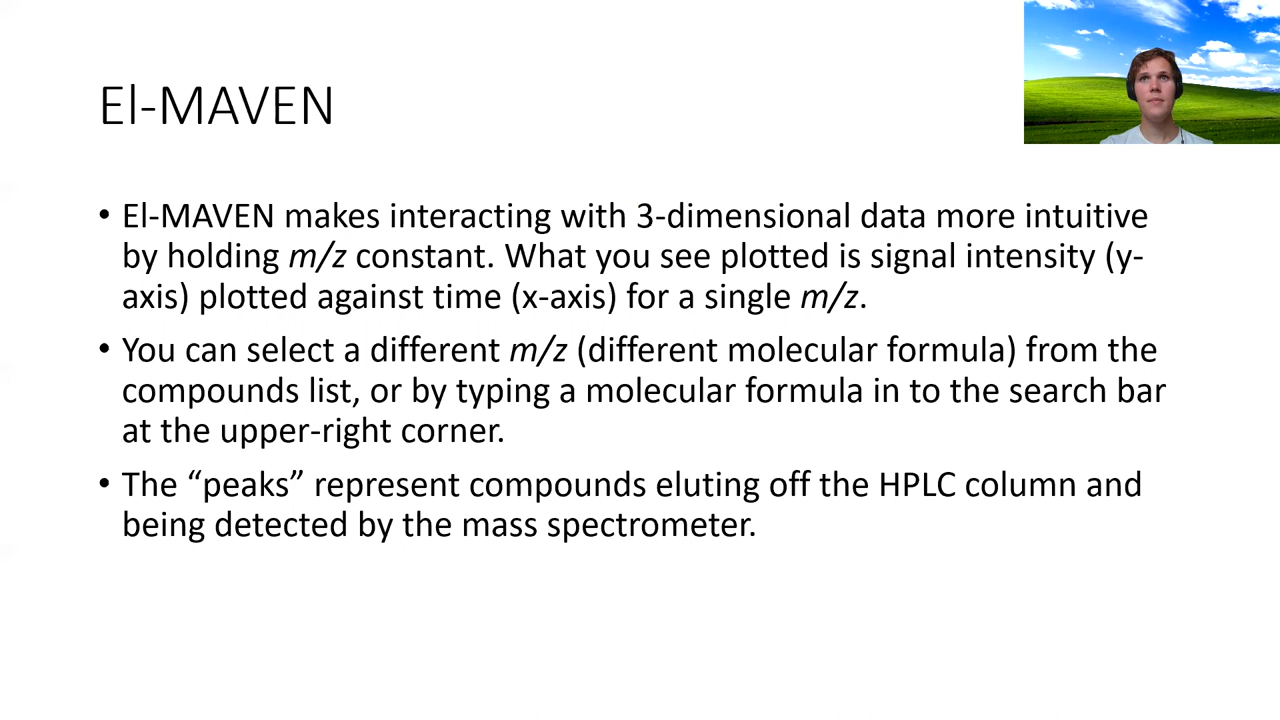 El-MAVEN
• El-MAVEN makes interacting with 3-dimensional data more intuitive
by holding m/z constant. What you see plotted is signal intensity (y-
axis) plotted against time (x-axis) for a single m/z.
• You can select a different m/z (different molecular formula) from the
compounds list, or by typing a molecular formula in to the search bar
at the upper-right corner.
• The “peaks” represent compounds eluting off the HPLC column and
being detected by the mass spectrometer.